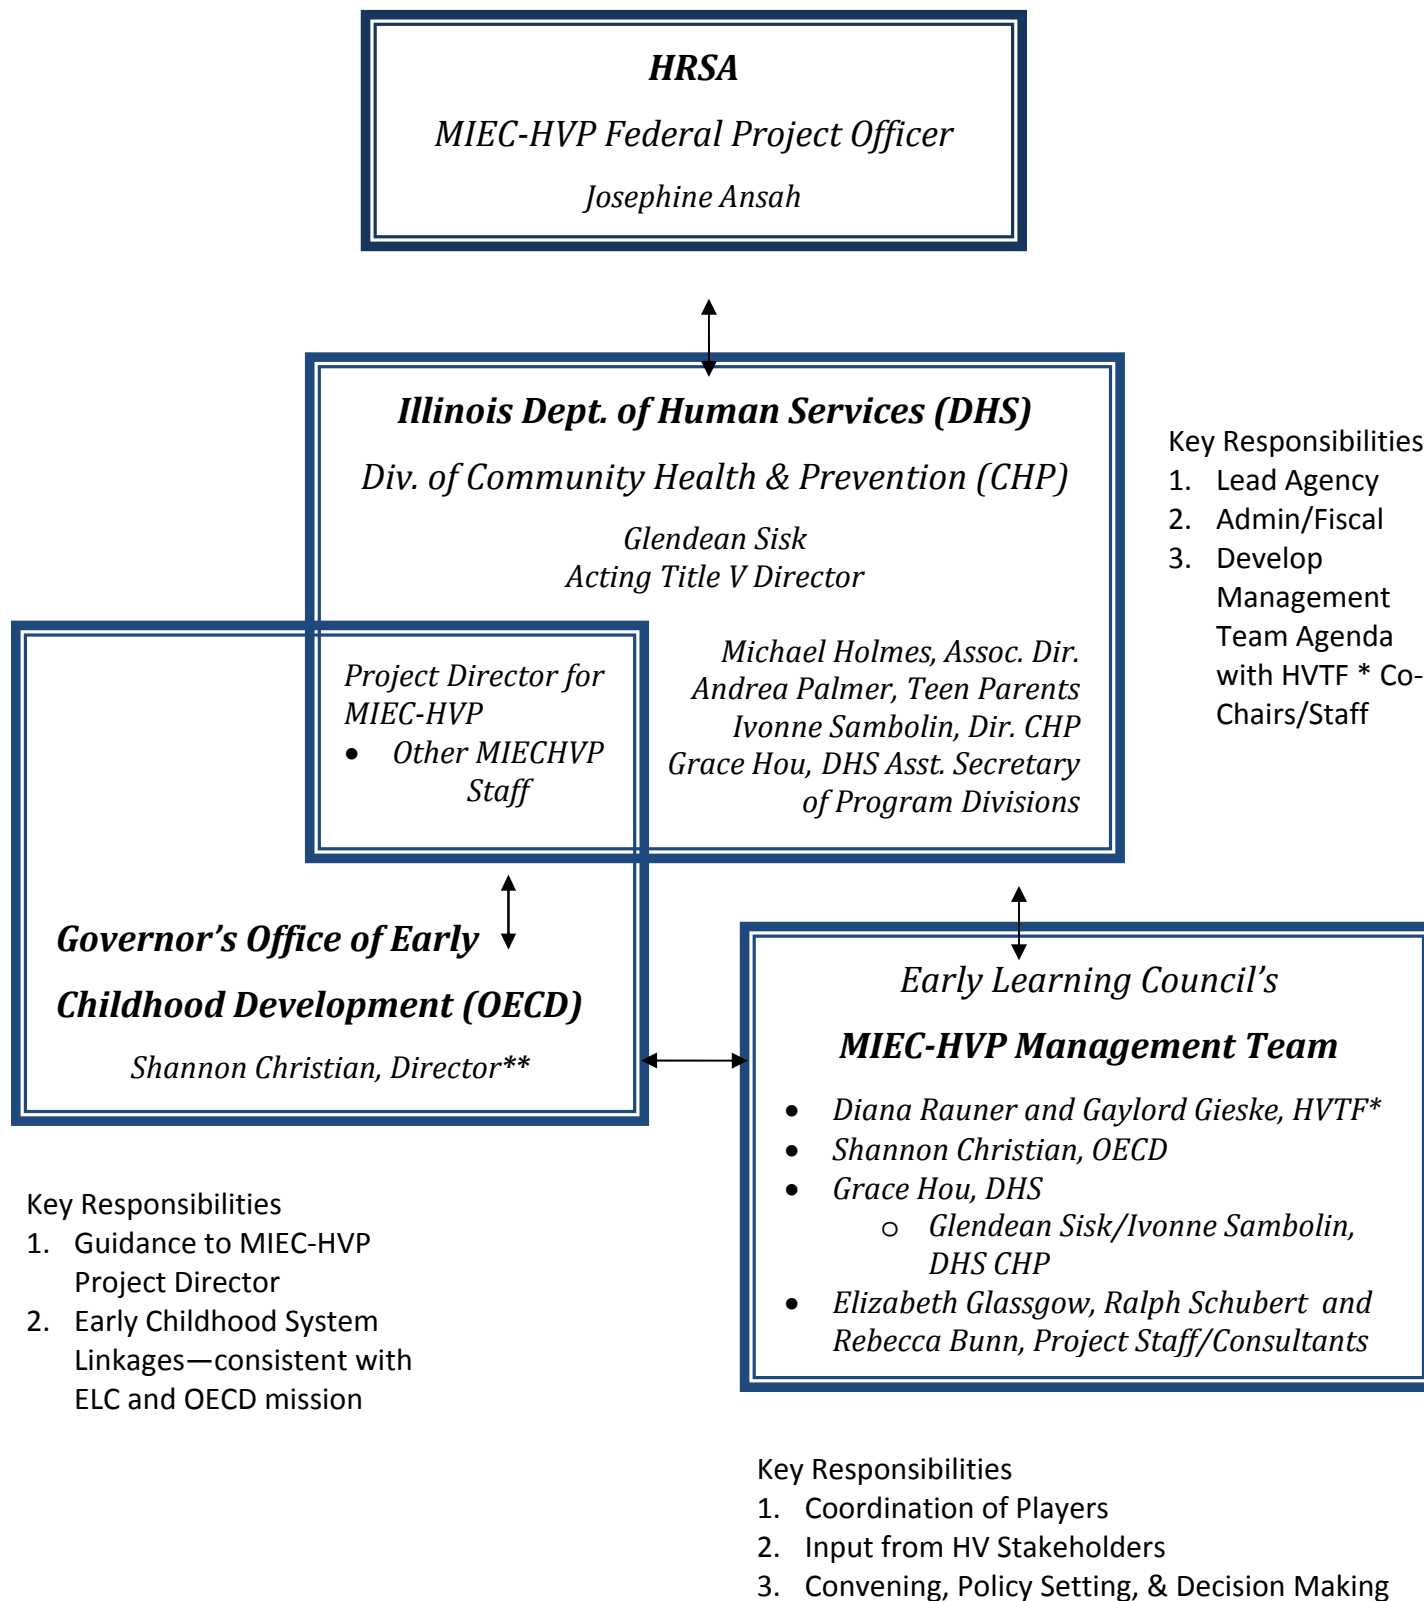 HRSA
MIEC-HVP Federal Project Officer
Josephine Ansah
Illinois Dept. of Human Services (DHS)
Div. of Community Health & Prevention (CHP)
Glendean Sisk
Acting Title V Director
Key Responsibilities
1. Lead Agency
2. Admin/Fiscal
3. Develop
Management
Team Agenda
with HVTF * Co-
Chairs/Staff
Project Director for
MIEC-HVP
• Other MIECHVP
Staff
Michael Holmes, Assoc. Dir.
Andrea Palmer, Teen Parents
Ivonne Sambolin, Dir. CHP
Grace Hou, DHS Asst. Secretary
of Program Divisions
Governor’s Office of Early
Childhood Development (OECD)
Shannon Christian, Director**
Early Learning Council’s
MIEC-HVP Management Team
• Diana Rauner and Gaylord Gieske, HVTF*
• Shannon Christian, OECD
• Grace Hou, DHS
o Glendean Sisk/Ivonne Sambolin,
DHS CHP
• Elizabeth Glassgow, Ralph Schubert and
Rebecca Bunn, Project Staff/Consultants
Key Responsibilities
1. Guidance to MIEC-HVP
Project Director
2. Early Childhood System
Linkages—consistent with
ELC and OECD mission
Key Responsibilities
1. Coordination of Players
2. Input from HV Stakeholders
3. Convening, Policy Setting, & Decision Making